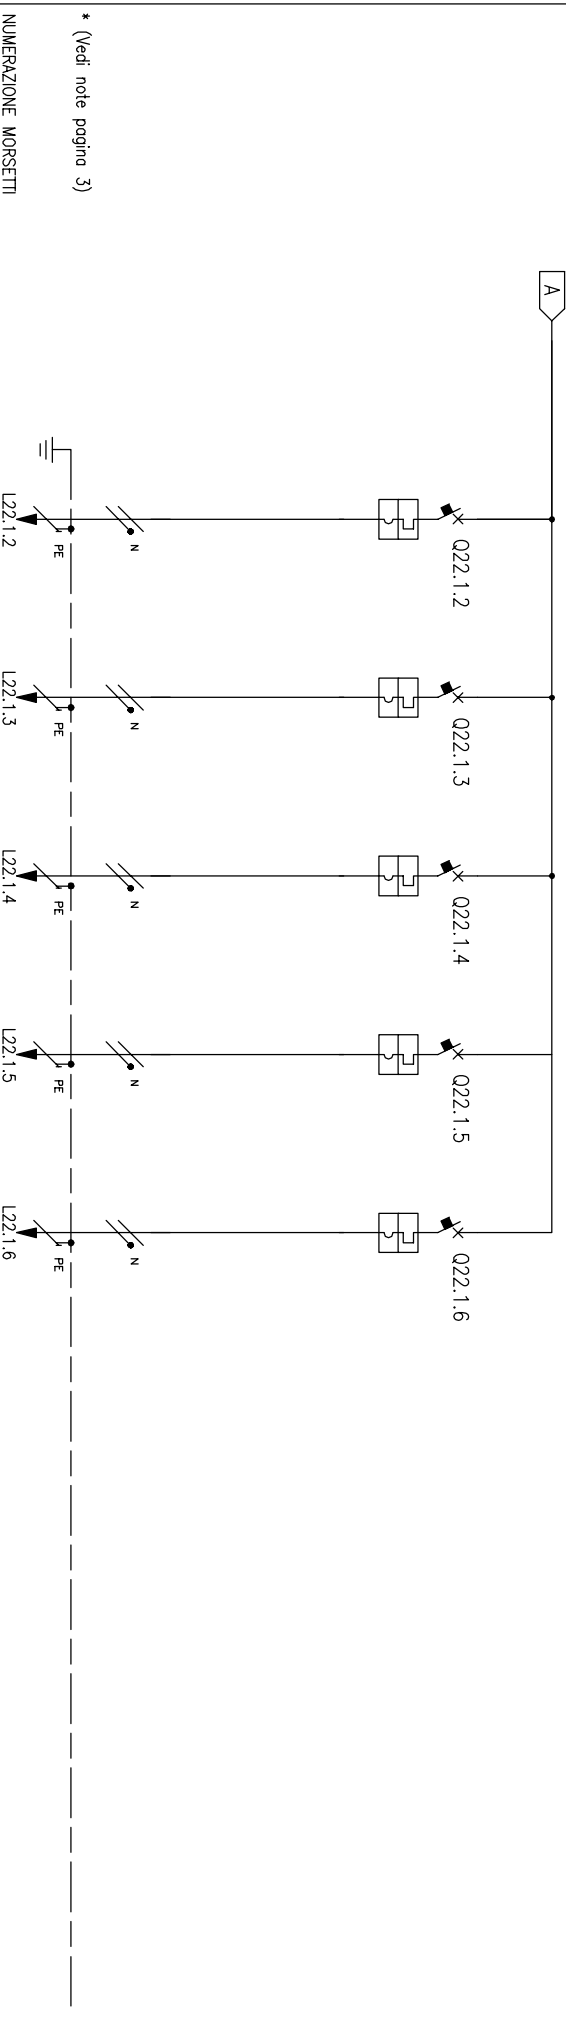 A
Q22.1.2
Q22.1.3
Q22.1.4
Q22.1.5
Q22.1.6
N
N
N
N
N
* (Vedi note pagina 3)
PE
PE
PE
PE
PE
NUMERAZIONE MORSETTI
L22.1.2
L22.1.3
L22.1.4
L22.1.5
L22.1.6